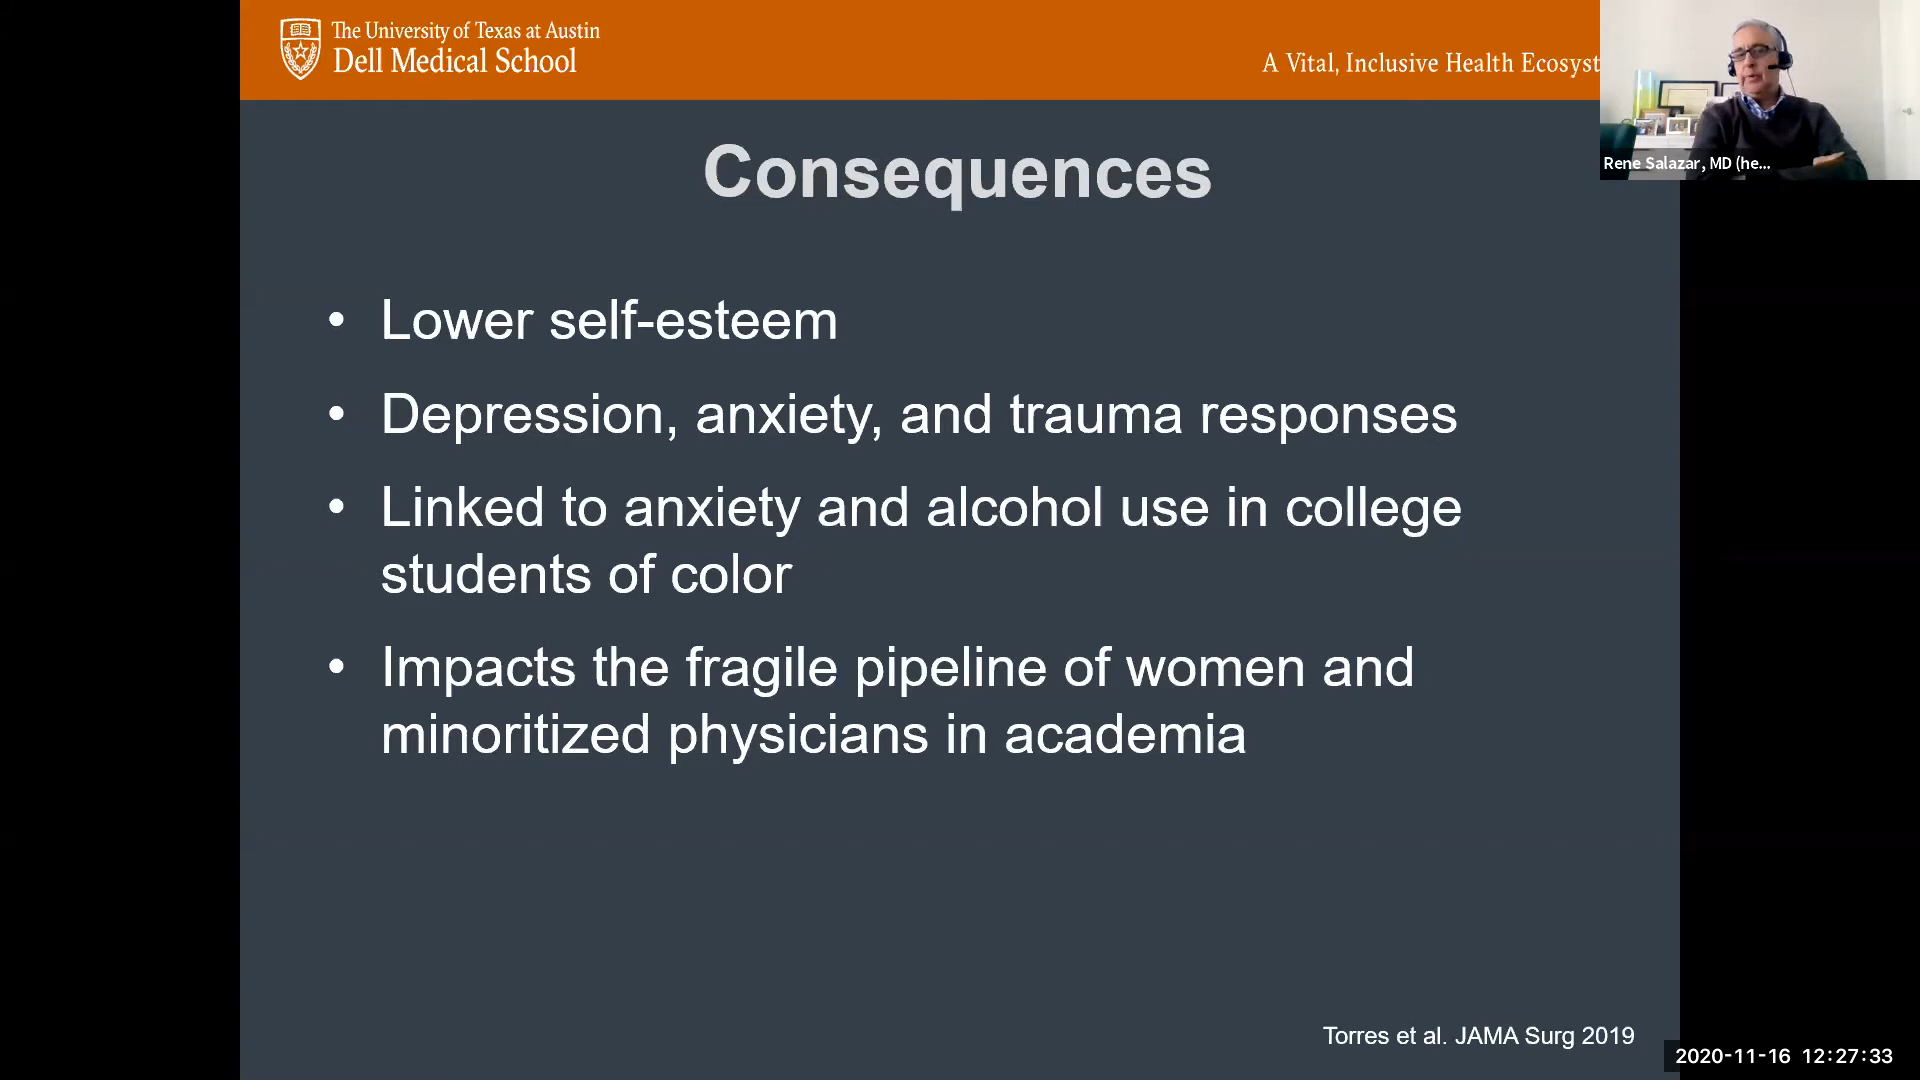 The University of Texas at Austin
Dell Medical School
A Vital, Inclusive Health Ecosyst
Rene Salazar, MD (he...
Consequences
• Lower self-esteem
• Depression, anxiety, and trauma responses
• Linked to anxiety and alcohol use in college
students of color
• Impacts the fragile pipeline of women and
minoritized physicians in academia
Torres et al. JAMA Surg 2019
2020-11-16 12:27:33